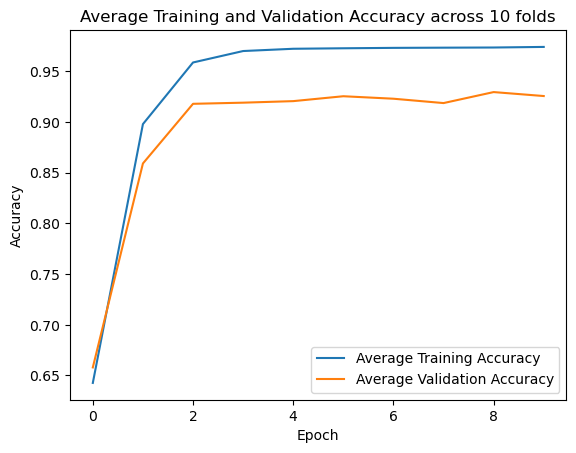 Average Training and Validation Accuracy across 10 folds
0.95
0.90
0.85
0.80
0.75
0.70
0.65
Accuracy
Average Training Accuracy
Average Validation Accuracy
0 2 4 6 8
Epoch